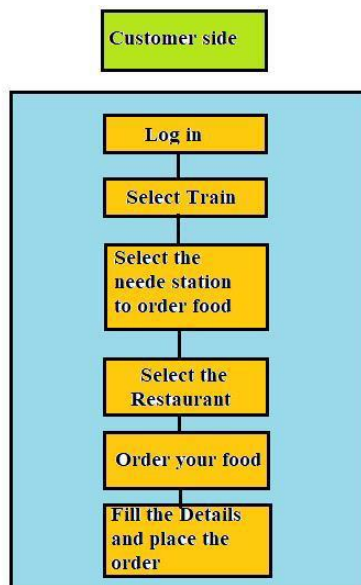 Customer side
Log in
Select Train
Select the
neede station
to order food
Select the
Restaurant
Order your food
Fill the Details
and place the
order